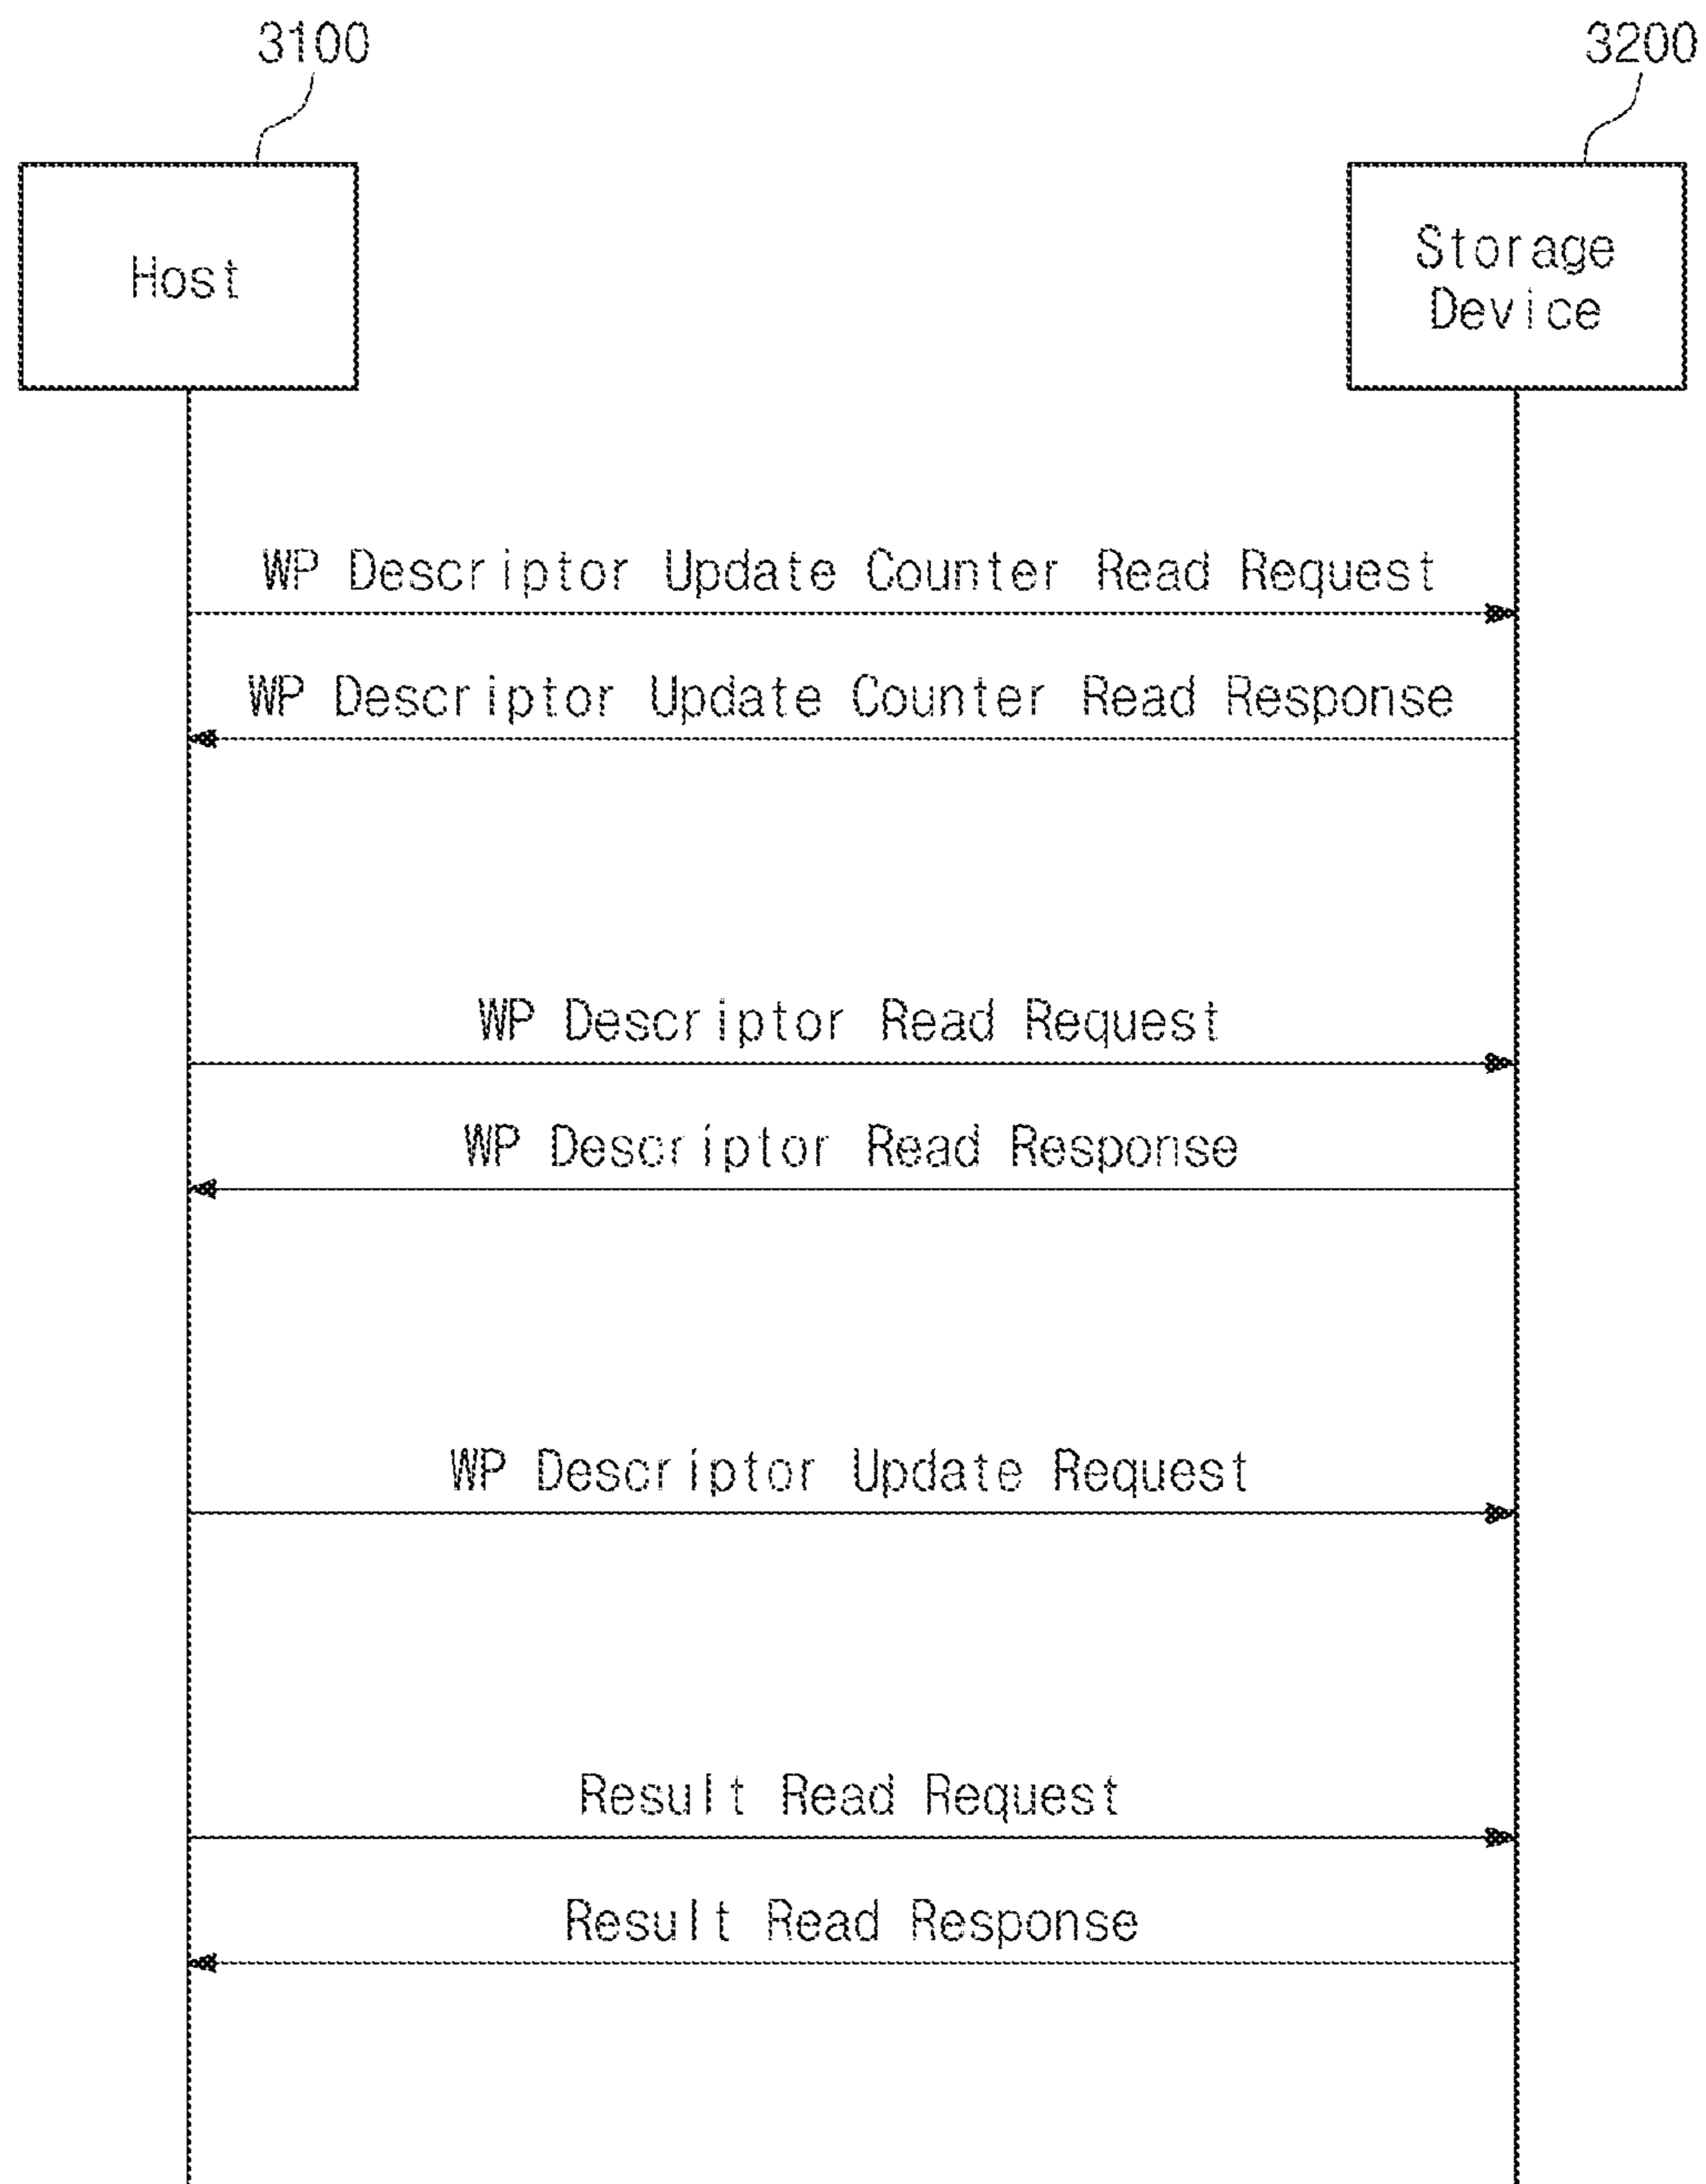 3100
3200
Host
Storage
Device
WP Descriptor Update Counter Read Request
WP Descriptor Update Counter Read Response
WP Descriptor Read Request
WP Descriptor Read Response
WP Descriptor Update Request
Result Read Request
Result Read Response